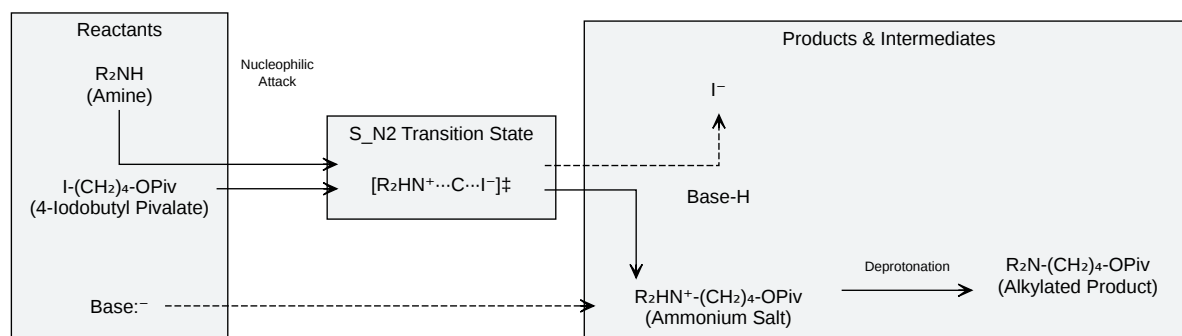 Reactants
R₂NH
(Amine)
I-(CH₂)₄-OPiv
(4-Iodobutyl Pivalate)
Base:⁻
Nucleophilic
Attack
S_N2 Transition State
[R₂HN⁺···C···I⁻]‡
Products & Intermediates
I⁻
Base-H
R₂HN⁺-(CH₂)₄-OPiv
(Ammonium Salt)
Deprotonation
R₂N-(CH₂)₄-OPiv
(Alkylated Product)